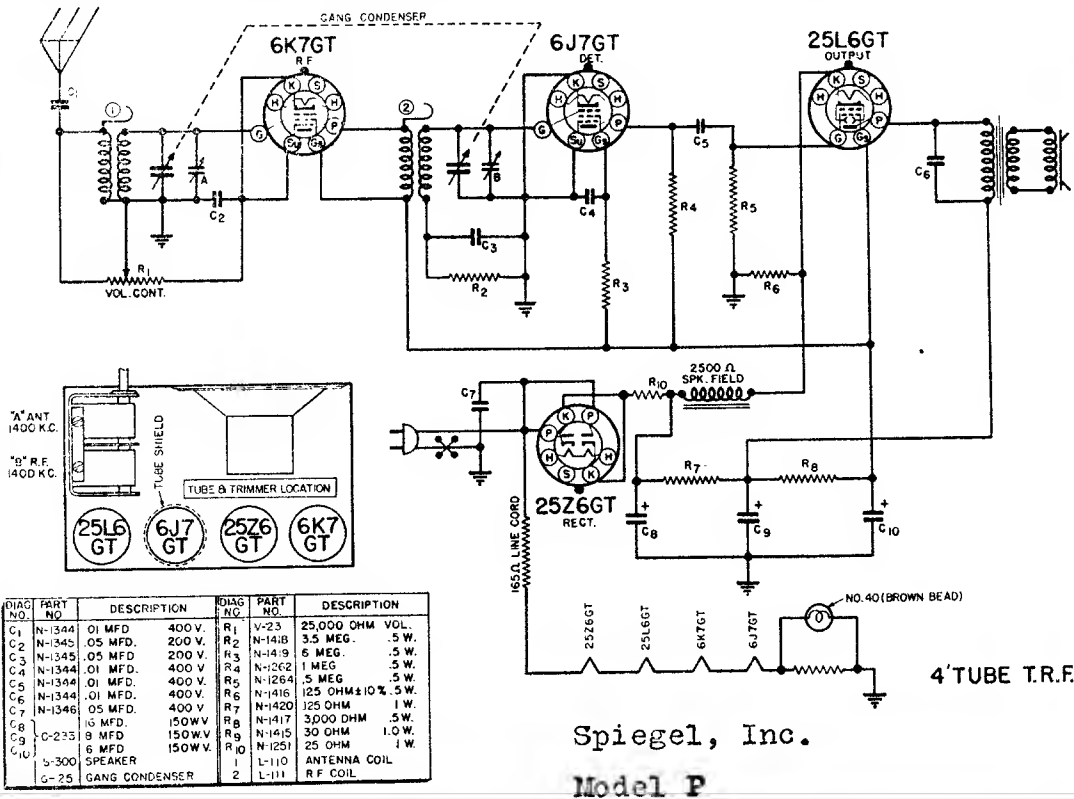 GANG CONDENSER
6K7GT
R F
6J7GT
DET.
25L6GT
OUTPUT
1
2
K
S
H
H
G
P
Su
Gs
K
S
H
H
G
P
Su
Gs
K
S
H
H
P
G
Gs
A
B
C2
C3
C4
C5
C6
R1
VOL. CONT.
R2
R3
R4
R5
R6
2500 Ω
SPK. FIELD
R10
C7
K
P
P
H
H
S
K
25Z6GT
RECT.
R7
R8
+
C8
+
C9
+
C10
165Ω LINE CORD
"A" ANT
1400 K.C.
"B" R.F.
1400 K.C.
TUBE SHIELD
TUBE & TRIMMER LOCATION
25L6 GT
6J7 GT
25Z6 GT
6K7 GT
25Z6GT
25L6GT
6K7GT
6J7GT
NO.40 (BROWN BEAD)
4 TUBE T.R.F.
DIAG NO. PART NO DESCRIPTION DIAG NO. PART NO. DESCRIPTION
C1 N-1344 .01 MFD 400 V. R1 V-23 25,000 OHM VOL.
C2 N-1345 .05 MFD. 200 V. R2 N-1418 3.5 MEG. .5 W.
C3 N-1345 .05 MFD 200 V. R3 N-1419 6 MEG. .5 W.
C4 N-1344 .01 MFD. 400 V. R4 N-1262 1 MEG .5 W.
C5 N-1344 .01 MFD. 400 V. R5 N-1264 .5 MEG .5 W.
C6 N-1344 .01 MFD. 400 V. R6 N-1416 125 OHM±10% .5 W.
C7 N-1346 .05 MFD. 400 V R7 N-1420 125 OHM 1 W.
C8 16 MFD. 150 W V R8 N-1417 3,000 OHM .5W.
C9 C-233 8 MFD 150 W.V. R9 N-1415 30 OHM 1.0 W.
C10 6 MFD 150 W V. R10 N-1251 25 OHM 1 W.
S-300 SPEAKER 1 L-110 ANTENNA COIL
G-25 GANG CONDENSER 2 L-111 R F COIL
Spiegel, Inc.
Model P